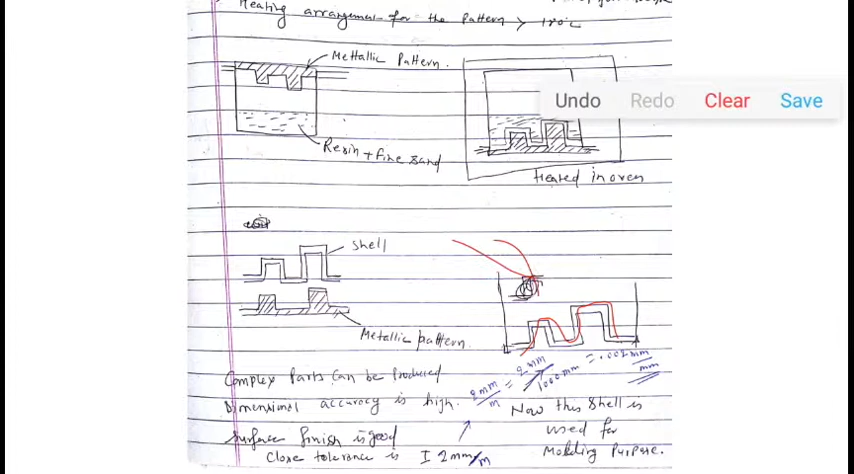 Heating arrangement for the pattern > 180°C
Mettallic Pattern.
Undo Redo Clear Save
Resin + fine sand
Heated in oven
Shell
Metallic pattern.
Complex Parts can be Produced
Dimensional accuracy is high.
2mm/m = 2mm/1000mm = .002 mm/mm
Now this Shell is
used for
Molding Purpose.
Surface finish is good
Close tolerance is I 2mm/m